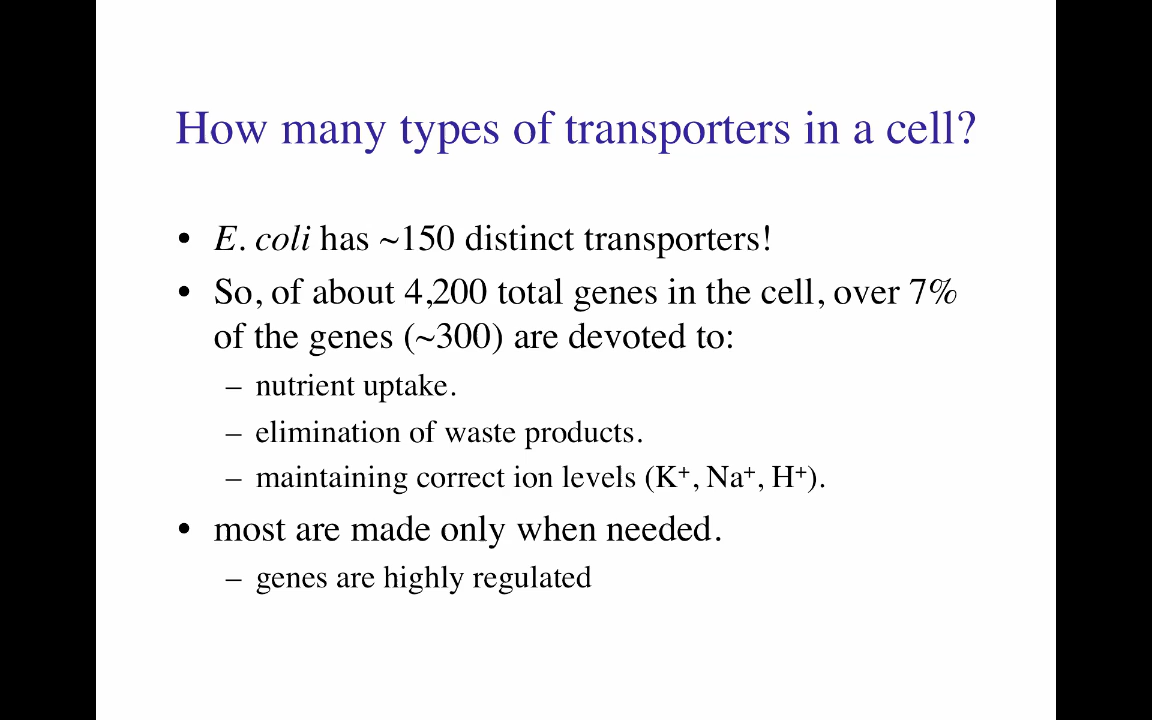 How many types of transporters in a cell?
• E. coli has ~150 distinct transporters!
• So, of about 4,200 total genes in the cell, over 7%
of the genes (~300) are devoted to:
– nutrient uptake.
– elimination of waste products.
– maintaining correct ion levels (K⁺, Na⁺, H⁺).
• most are made only when needed.
– genes are highly regulated